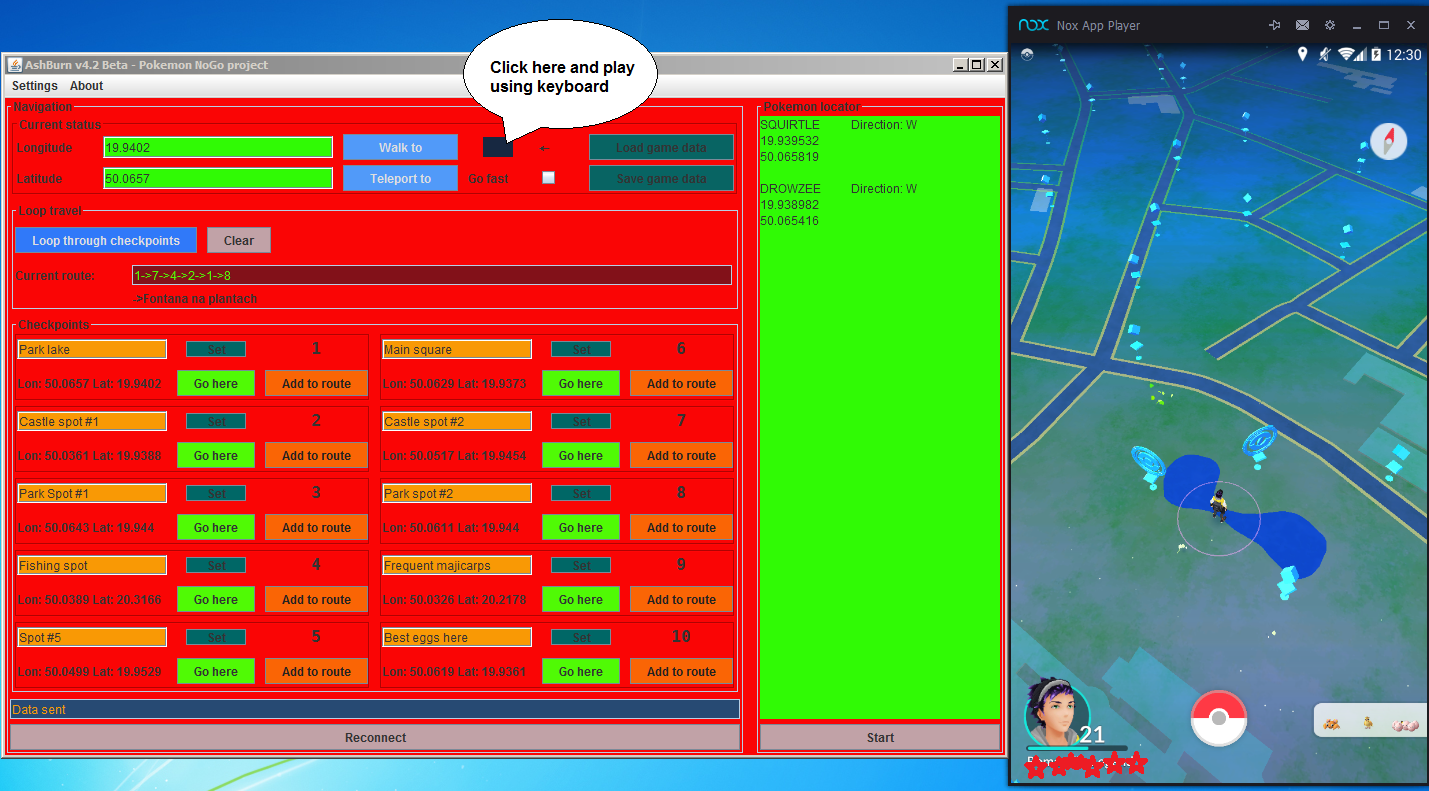 AshBurn v4.2 Beta - Pokemon NoGo project
Settings About
Click here and play
using keyboard
Navigation
Current status
Longitude 19.9402 Walk to ← Load game data
Latitude 50.0657 Teleport to Go fast Save game data
Loop travel
Loop through checkpoints Clear
Current route: 1->7->4->2->1->8
->Fontana na plantach
Checkpoints
Park lake Set 1
Lon: 50.0657 Lat: 19.9402 Go here Add to route
Main square Set 6
Lon: 50.0629 Lat: 19.9373 Go here Add to route
Castle spot #1 Set 2
Lon: 50.0361 Lat: 19.9388 Go here Add to route
Castle spot #2 Set 7
Lon: 50.0517 Lat: 19.9454 Go here Add to route
Park Spot #1 Set 3
Lon: 50.0643 Lat: 19.944 Go here Add to route
Park spot #2 Set 8
Lon: 50.0611 Lat: 19.944 Go here Add to route
Fishing spot Set 4
Lon: 50.0389 Lat: 20.3166 Go here Add to route
Frequent majicarps Set 9
Lon: 50.0326 Lat: 20.2178 Go here Add to route
Spot #5 Set 5
Lon: 50.0499 Lat: 19.9529 Go here Add to route
Best eggs here Set 10
Lon: 50.0619 Lat: 19.9361 Go here Add to route
Data sent
Reconnect
Pokemon locator
SQUIRTLE Direction: W
19.939532
50.065819
DROWZEE Direction: W
19.938982
50.065416
Start
nox Nox App Player
12:30
21